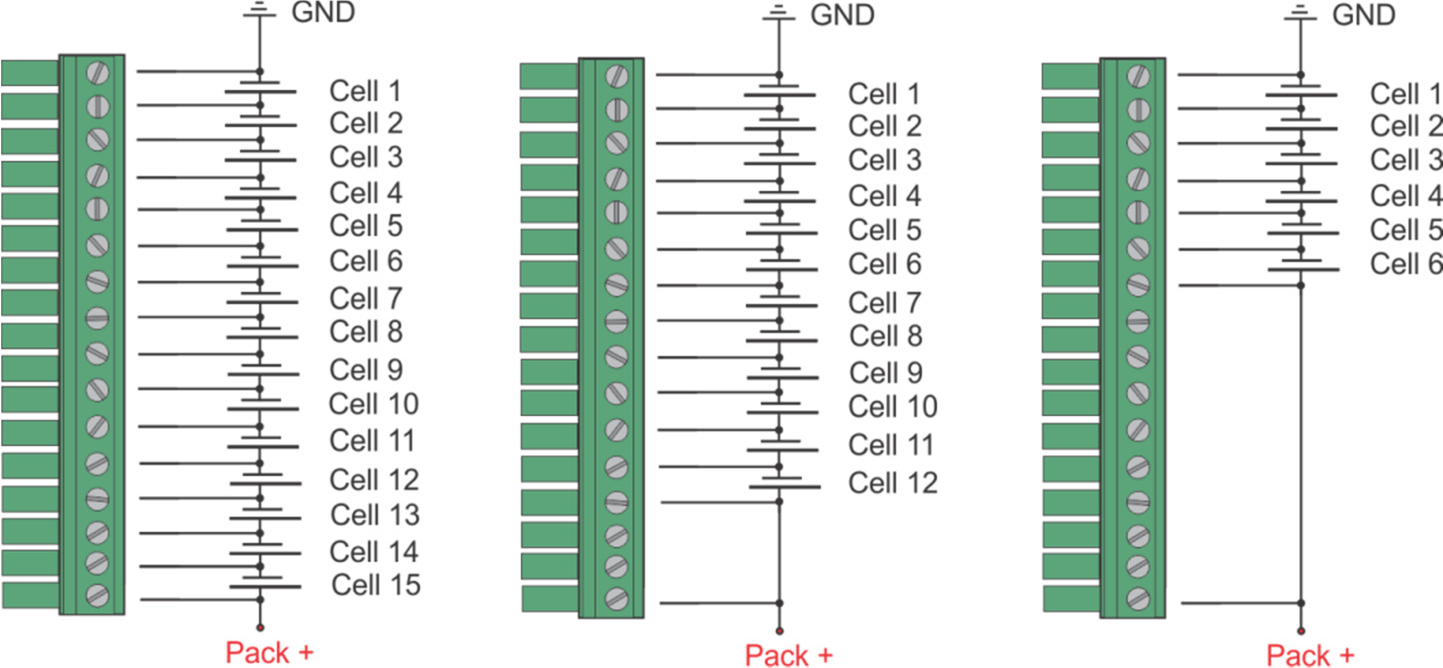 GND
Cell 1
Cell 2
Cell 3
Cell 4
Cell 5
Cell 6
Cell 7
Cell 8
Cell 9
Cell 10
Cell 11
Cell 12
Cell 13
Cell 14
Cell 15
Pack +
GND
Cell 1
Cell 2
Cell 3
Cell 4
Cell 5
Cell 6
Cell 7
Cell 8
Cell 9
Cell 10
Cell 11
Cell 12
Pack +
GND
Cell 1
Cell 2
Cell 3
Cell 4
Cell 5
Cell 6
Pack +